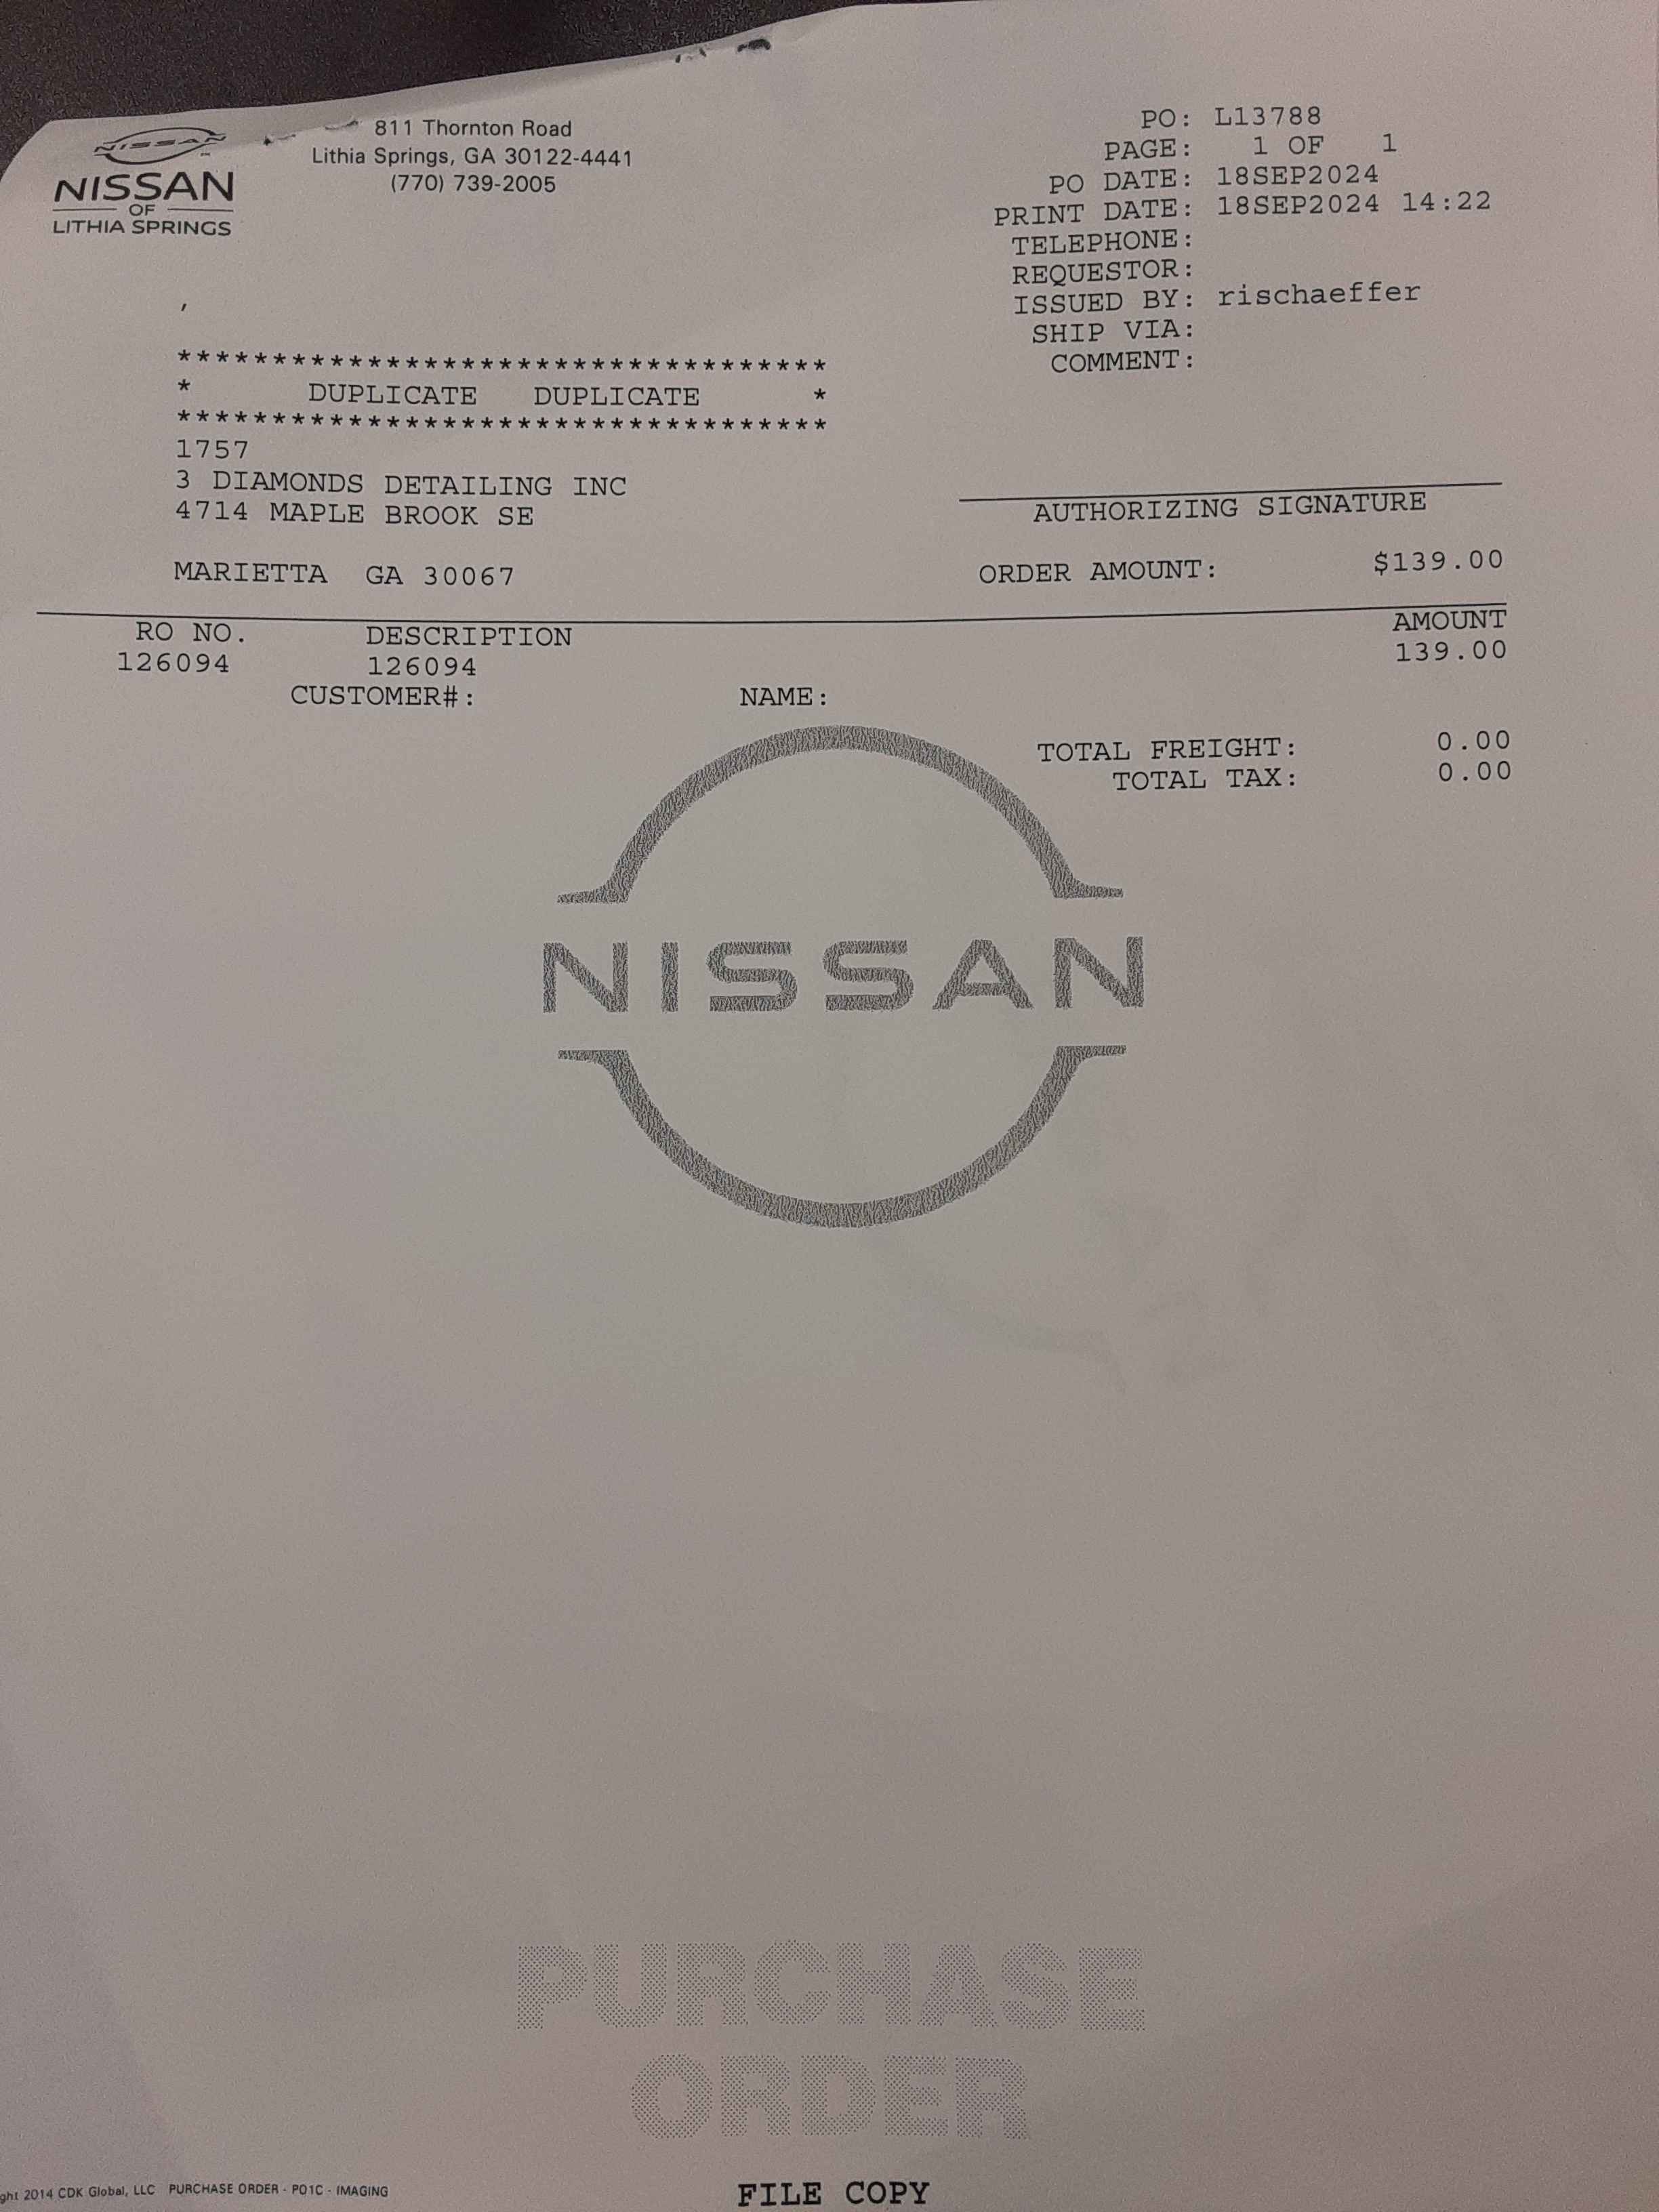 NISSAN
NISSAN
OF
LITHIA SPRINGS
811 Thornton Road
Lithia Springs, GA 30122-4441
(770) 739-2005
PO: L13788
PAGE: 1 OF 1
PO DATE: 18SEP2024
PRINT DATE: 18SEP2024 14:22
TELEPHONE:
REQUESTOR:
ISSUED BY: rischaeffer
SHIP VIA:
COMMENT:
,
***********************************
* DUPLICATE DUPLICATE *
***********************************
1757
3 DIAMONDS DETAILING INC
4714 MAPLE BROOK SE
MARIETTA GA 30067
AUTHORIZING SIGNATURE
ORDER AMOUNT: $139.00
RO NO. DESCRIPTION AMOUNT
126094 126094 139.00
CUSTOMER#: NAME:
TOTAL FREIGHT: 0.00
TOTAL TAX: 0.00
NISSAN
PURCHASE
ORDER
ght 2014 CDK Global, LLC PURCHASE ORDER - PO1C - IMAGING
FILE COPY